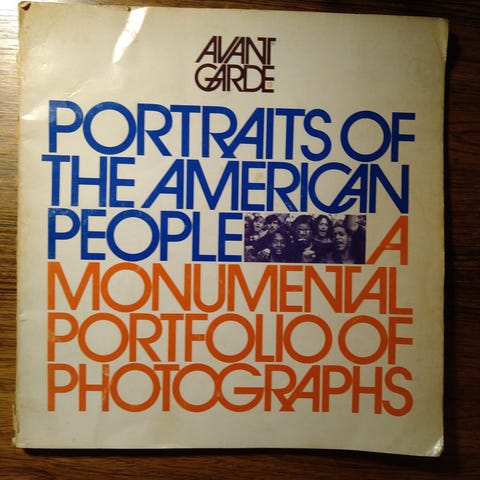 AVANT
GARDE
PORTRAITS OF
THE AMERICAN
PEOPLE A
MONUMENTAL
PORTFOLIO OF
PHOTOGRAPHS